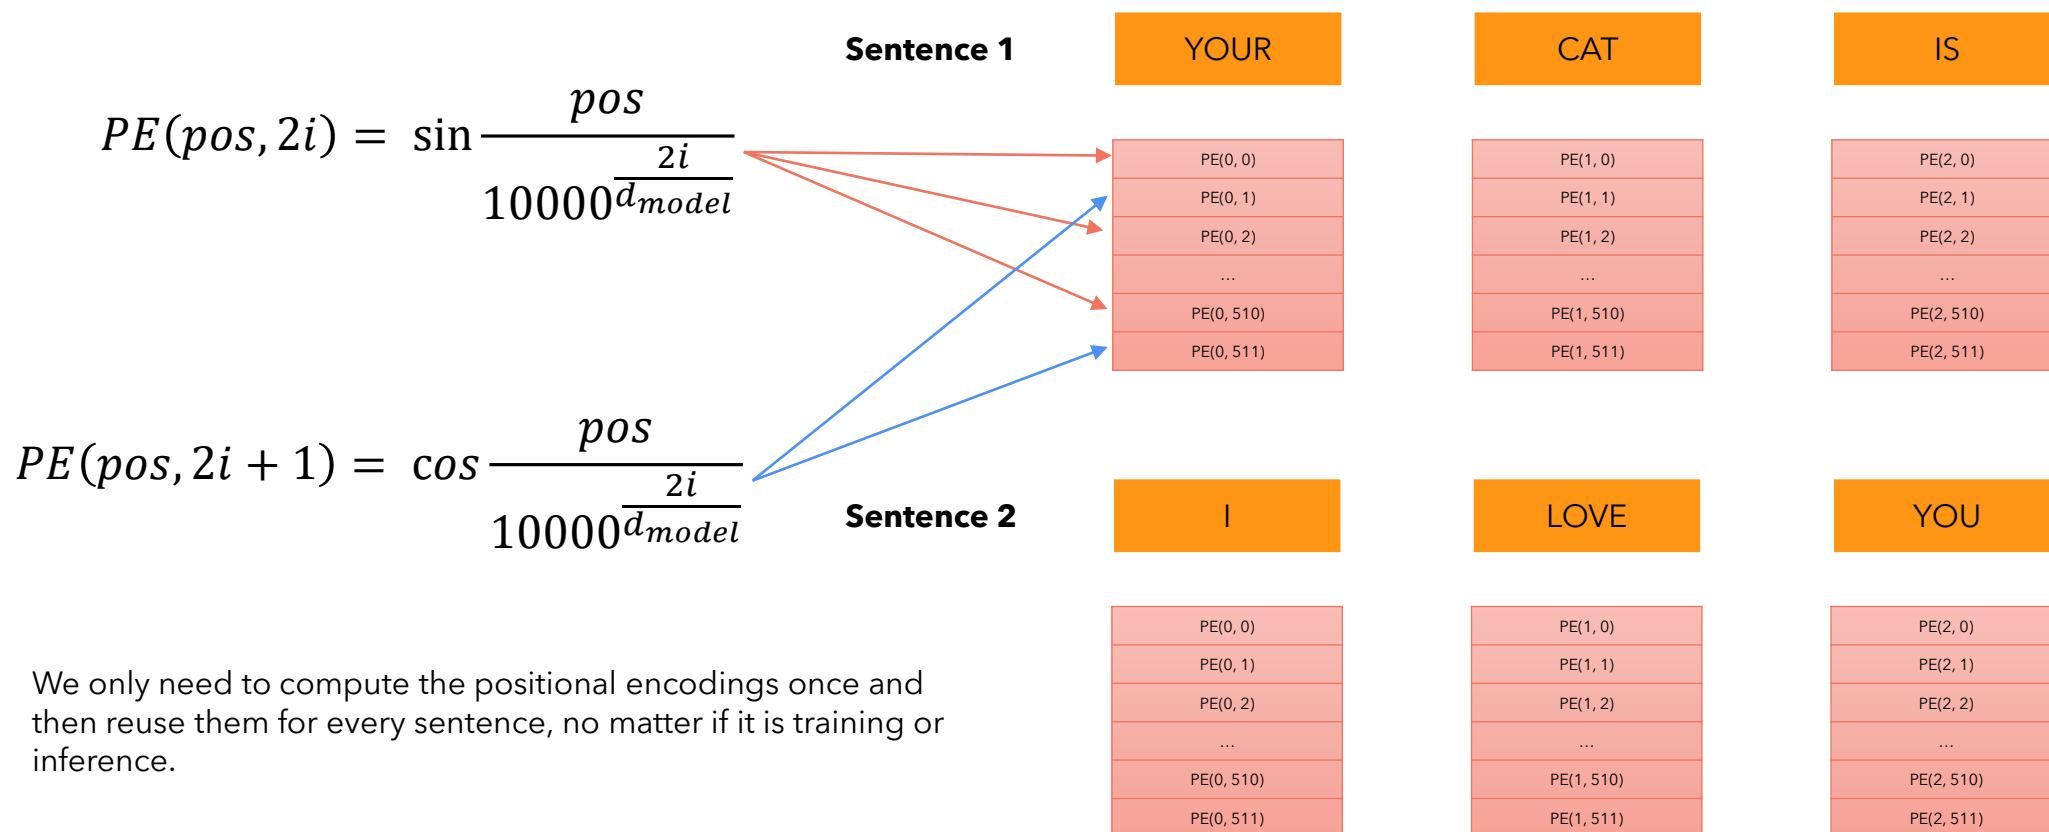 Sentence 1
YOUR CAT IS
PE(pos, 2i) = sin pos / 10000^(2i / d_model)
PE(0, 0) PE(1, 0) PE(2, 0)
PE(0, 1) PE(1, 1) PE(2, 1)
PE(0, 2) PE(1, 2) PE(2, 2)
... ... ...
PE(0, 510) PE(1, 510) PE(2, 510)
PE(0, 511) PE(1, 511) PE(2, 511)
PE(pos, 2i + 1) = cos pos / 10000^(2i / d_model)
Sentence 2
I LOVE YOU
PE(0, 0) PE(1, 0) PE(2, 0)
PE(0, 1) PE(1, 1) PE(2, 1)
PE(0, 2) PE(1, 2) PE(2, 2)
... ... ...
PE(0, 510) PE(1, 510) PE(2, 510)
PE(0, 511) PE(1, 511) PE(2, 511)
We only need to compute the positional encodings once and
then reuse them for every sentence, no matter if it is training or
inference.